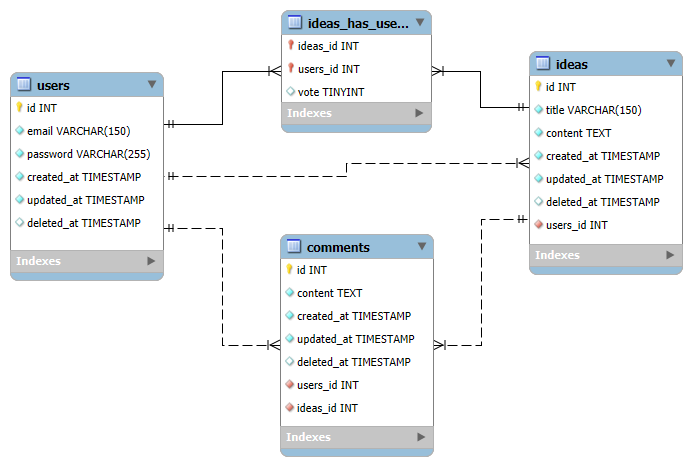 ideas_has_use...
ideas_id INT
users_id INT
vote TINYINT
Indexes
users
id INT
email VARCHAR(150)
password VARCHAR(255)
created_at TIMESTAMP
updated_at TIMESTAMP
deleted_at TIMESTAMP
Indexes
ideas
id INT
title VARCHAR(150)
content TEXT
created_at TIMESTAMP
updated_at TIMESTAMP
deleted_at TIMESTAMP
users_id INT
Indexes
comments
id INT
content TEXT
created_at TIMESTAMP
updated_at TIMESTAMP
deleted_at TIMESTAMP
users_id INT
ideas_id INT
Indexes